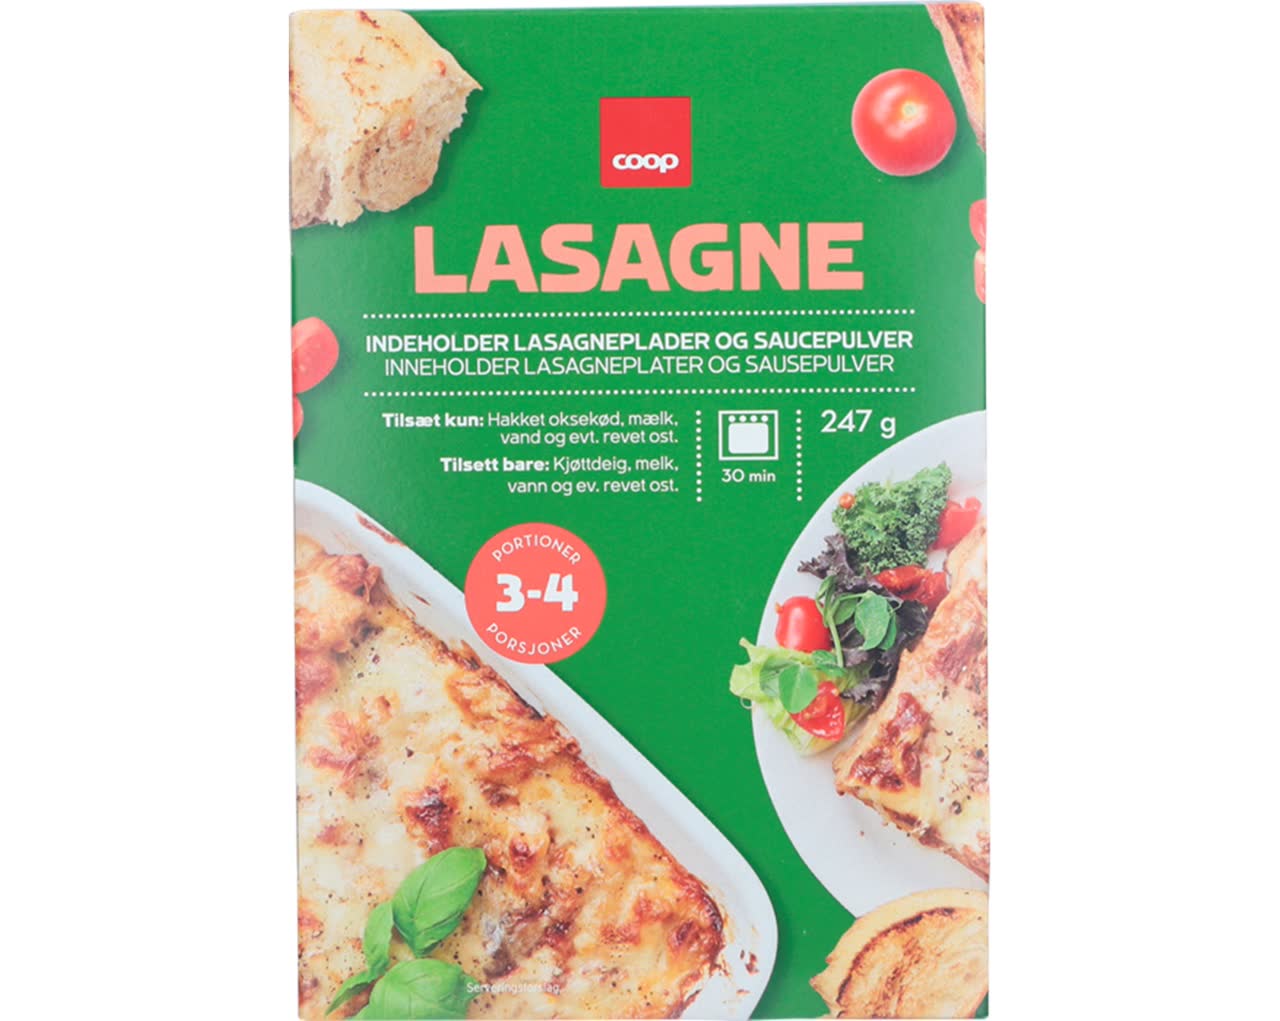 coop
LASAGNE
INDEHOLDER LASAGNEPLADER OG SAUCEPULVER
INNEHOLDER LASAGNEPLATER OG SAUSEPULVER
Tilsæt kun: Hakket oksekød, mælk,
vand og evt. revet ost.
Tilsett bare: Kjøttdeig, melk,
vann og ev. revet ost.
30 min
247 g
PORTIONER
3-4
PORSJONER
Serveringsforslag.